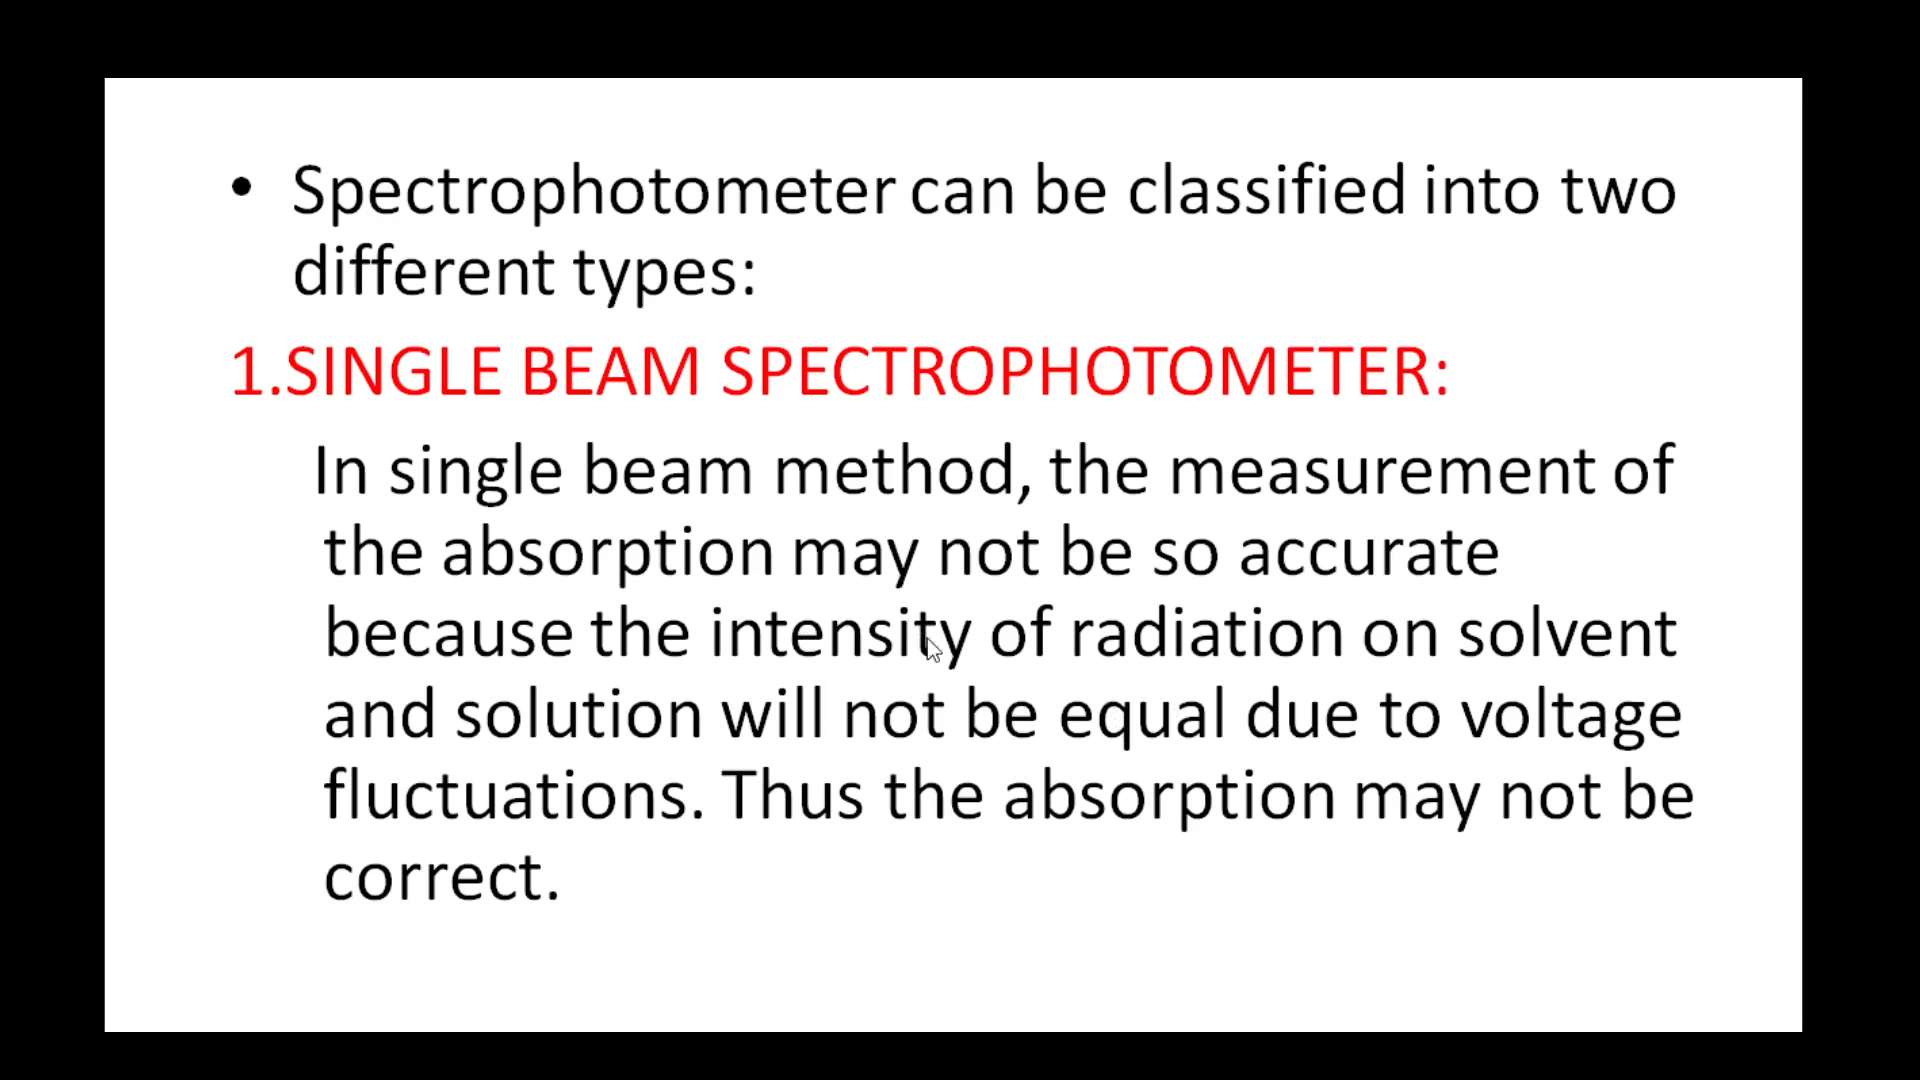 • Spectrophotometer can be classified into two
different types:
1.SINGLE BEAM SPECTROPHOTOMETER:
In single beam method, the measurement of
the absorption may not be so accurate
because the intensity of radiation on solvent
and solution will not be equal due to voltage
fluctuations. Thus the absorption may not be
correct.